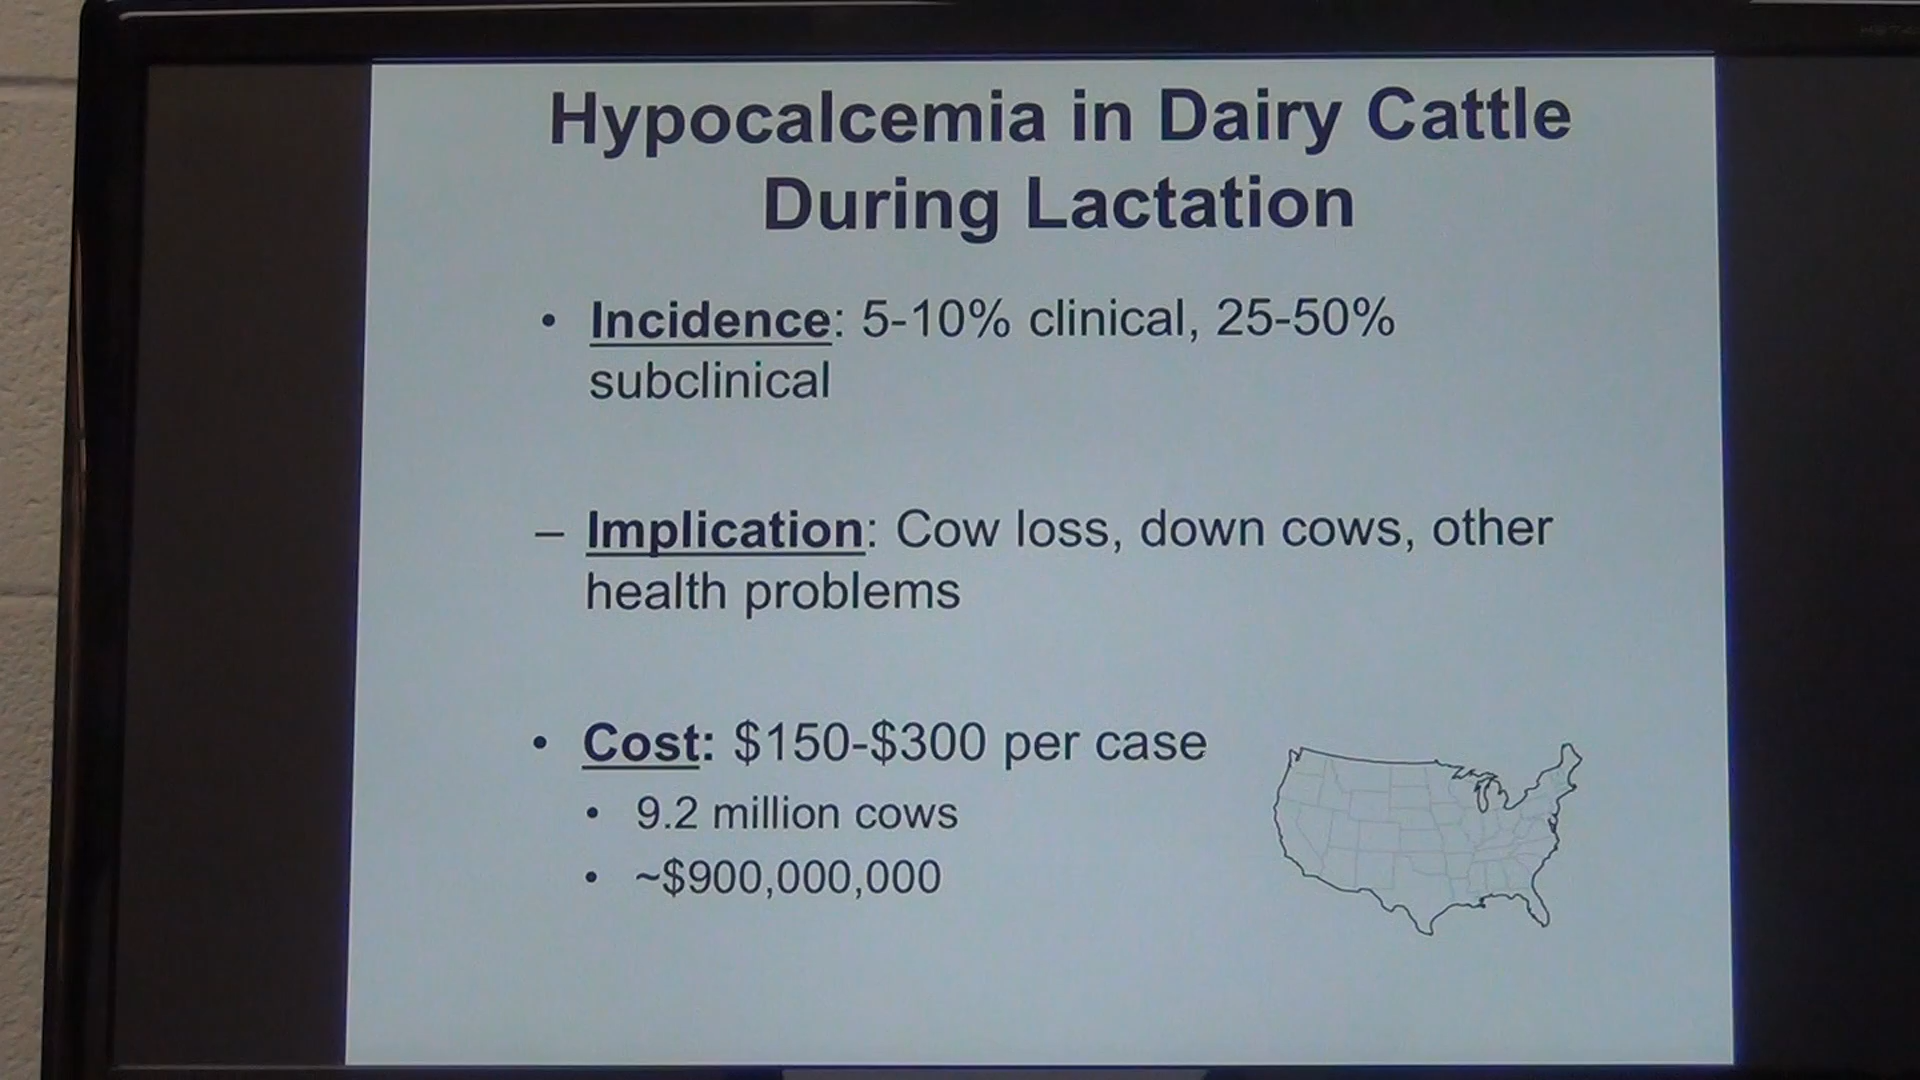 Hypocalcemia in Dairy Cattle
During Lactation
• Incidence: 5-10% clinical, 25-50%
subclinical
– Implication: Cow loss, down cows, other
health problems
• Cost: $150-$300 per case
• 9.2 million cows
• ~$900,000,000